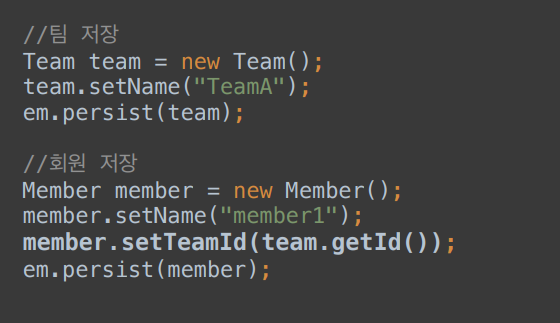 //팀 저장
Team team = new Team();
team.setName("TeamA");
em.persist(team);
//회원 저장
Member member = new Member();
member.setName("member1");
member.setTeamId(team.getId());
em.persist(member);